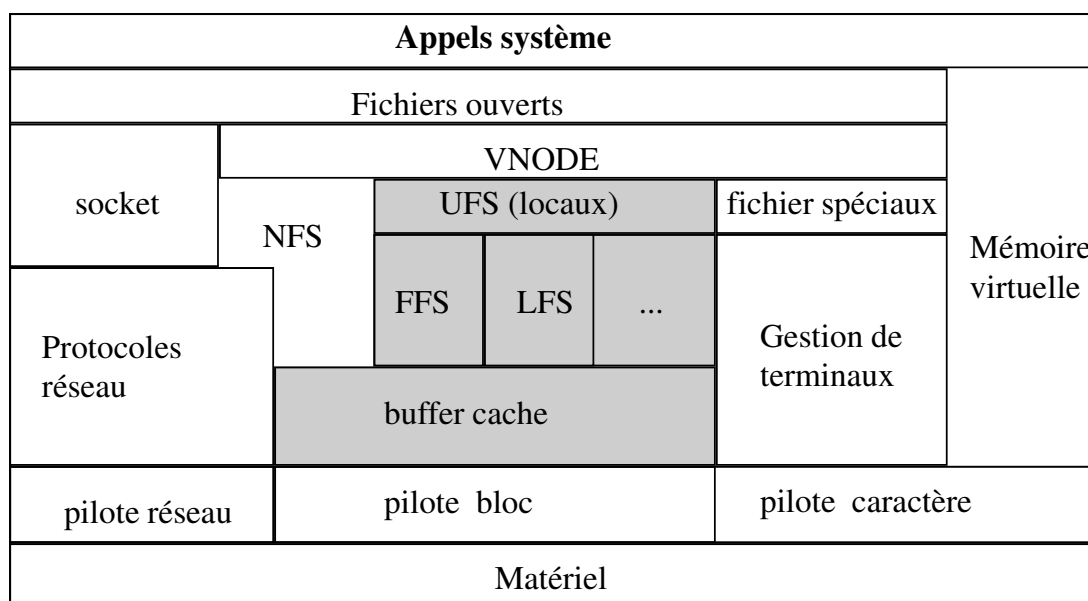 Appels système
Fichiers ouverts
VNODE
socket
NFS
UFS (locaux)
fichier spéciaux
Mémoire
virtuelle
FFS
LFS
...
Protocoles
réseau
Gestion de
terminaux
buffer cache
pilote réseau
pilote bloc
pilote caractère
Matériel